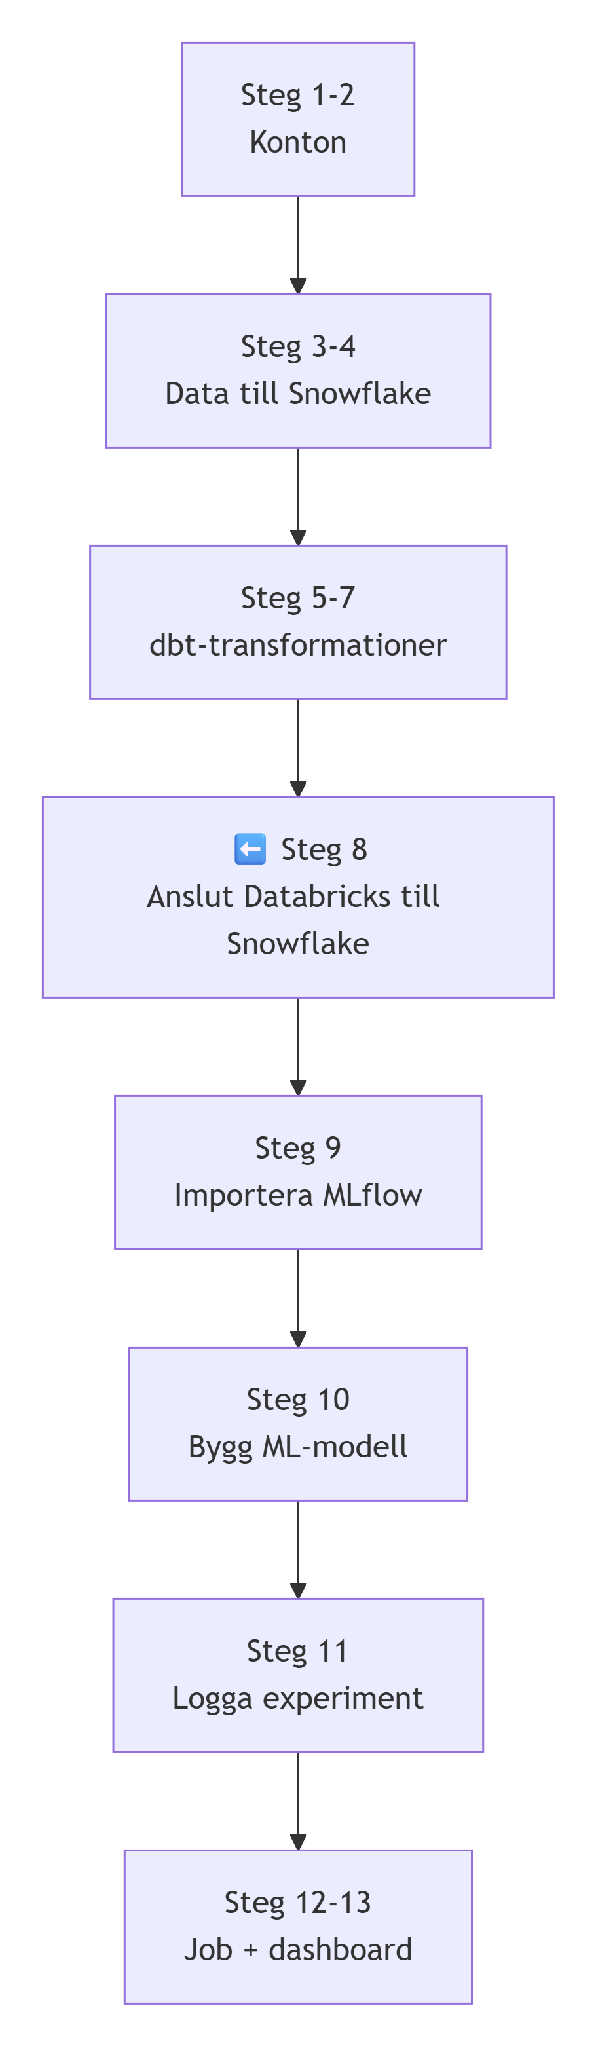 Steg 1-2
Konton
Steg 3-4
Data till Snowflake
Steg 5-7
dbt-transformationer
⬅️ Steg 8
Anslut Databricks till
Snowflake
Steg 9
Importera MLflow
Steg 10
Bygg ML-modell
Steg 11
Logga experiment
Steg 12-13
Job + dashboard